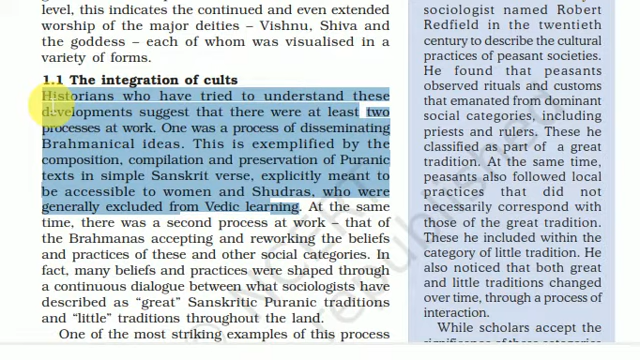 level, this indicates the continued and even extended
worship of the major deities – Vishnu, Shiva and
the goddess – each of whom was visualised in a
variety of forms.
1.1 The integration of cults
Historians who have tried to understand these
developments suggest that there were at least two
processes at work. One was a process of disseminating
Brahmanical ideas. This is exemplified by the
composition, compilation and preservation of Puranic
texts in simple Sanskrit verse, explicitly meant to
be accessible to women and Shudras, who were
generally excluded from Vedic learning. At the same
time, there was a second process at work – that of
the Brahmanas accepting and reworking the beliefs
and practices of these and other social categories. In
fact, many beliefs and practices were shaped through
a continuous dialogue between what sociologists have
described as “great” Sanskritic Puranic traditions
and “little” traditions throughout the land.
One of the most striking examples of this process
sociologist named Robert
Redfield in the twentieth
century to describe the cultural
practices of peasant societies.
He found that peasants
observed rituals and customs
that emanated from dominant
social categories, including
priests and rulers. These he
classified as part of a great
tradition. At the same time,
peasants also followed local
practices that did not
necessarily correspond with
those of the great tradition.
These he included within the
category of little tradition. He
also noticed that both great
and little traditions changed
over time, through a process of
interaction.
While scholars accept the
significance of these categories